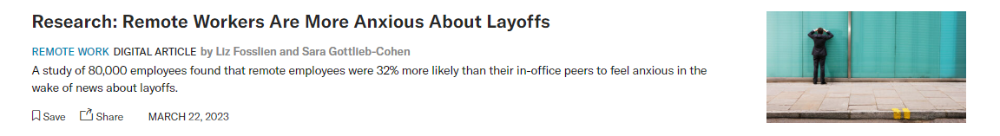 Research: Remote Workers Are More Anxious About Layoffs
REMOTE WORK DIGITAL ARTICLE by Liz Fosslien and Sara Gottlieb-Cohen
A study of 80,000 employees found that remote employees were 32% more likely than their in-office peers to feel anxious in the
wake of news about layoffs.
Save Share MARCH 22, 2023